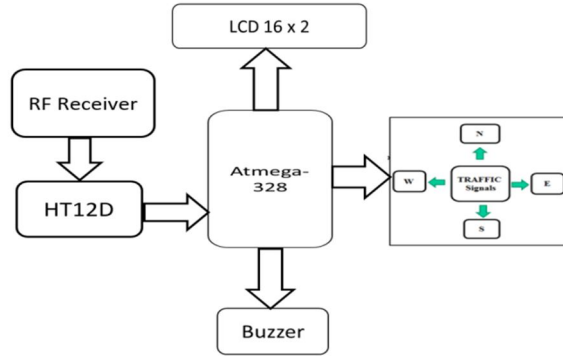 LCD 16 x 2
RF Receiver
Atmega-
328
HT12D
N
W
TRAFFIC
Signals
E
S
Buzzer